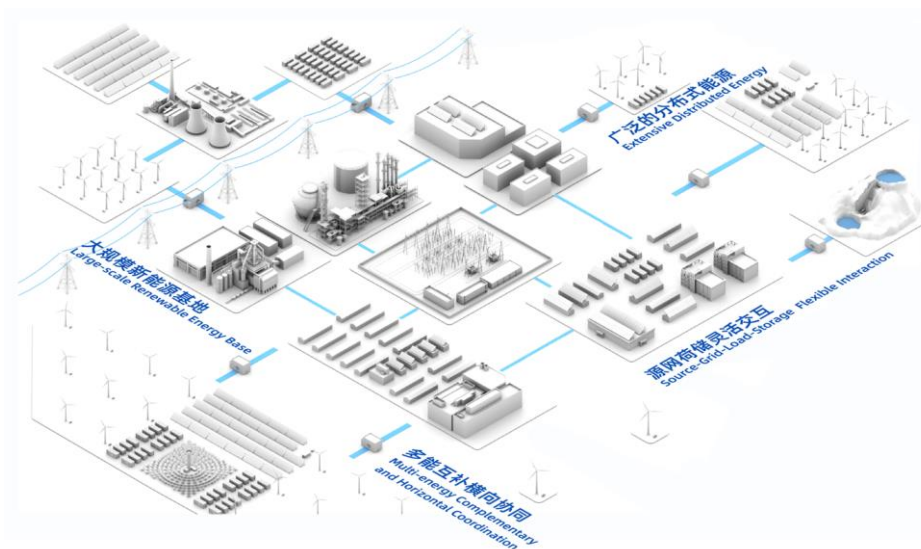 广泛的分布式能源
Extensive Distributed Energy
大规模新能源基地
Large-scale Renewable Energy Base
源网荷储灵活交互
Source-Grid-Load-Storage Flexible Interaction
多能互补横向协同
Multi-energy Complementary
and Horizontal Coordination